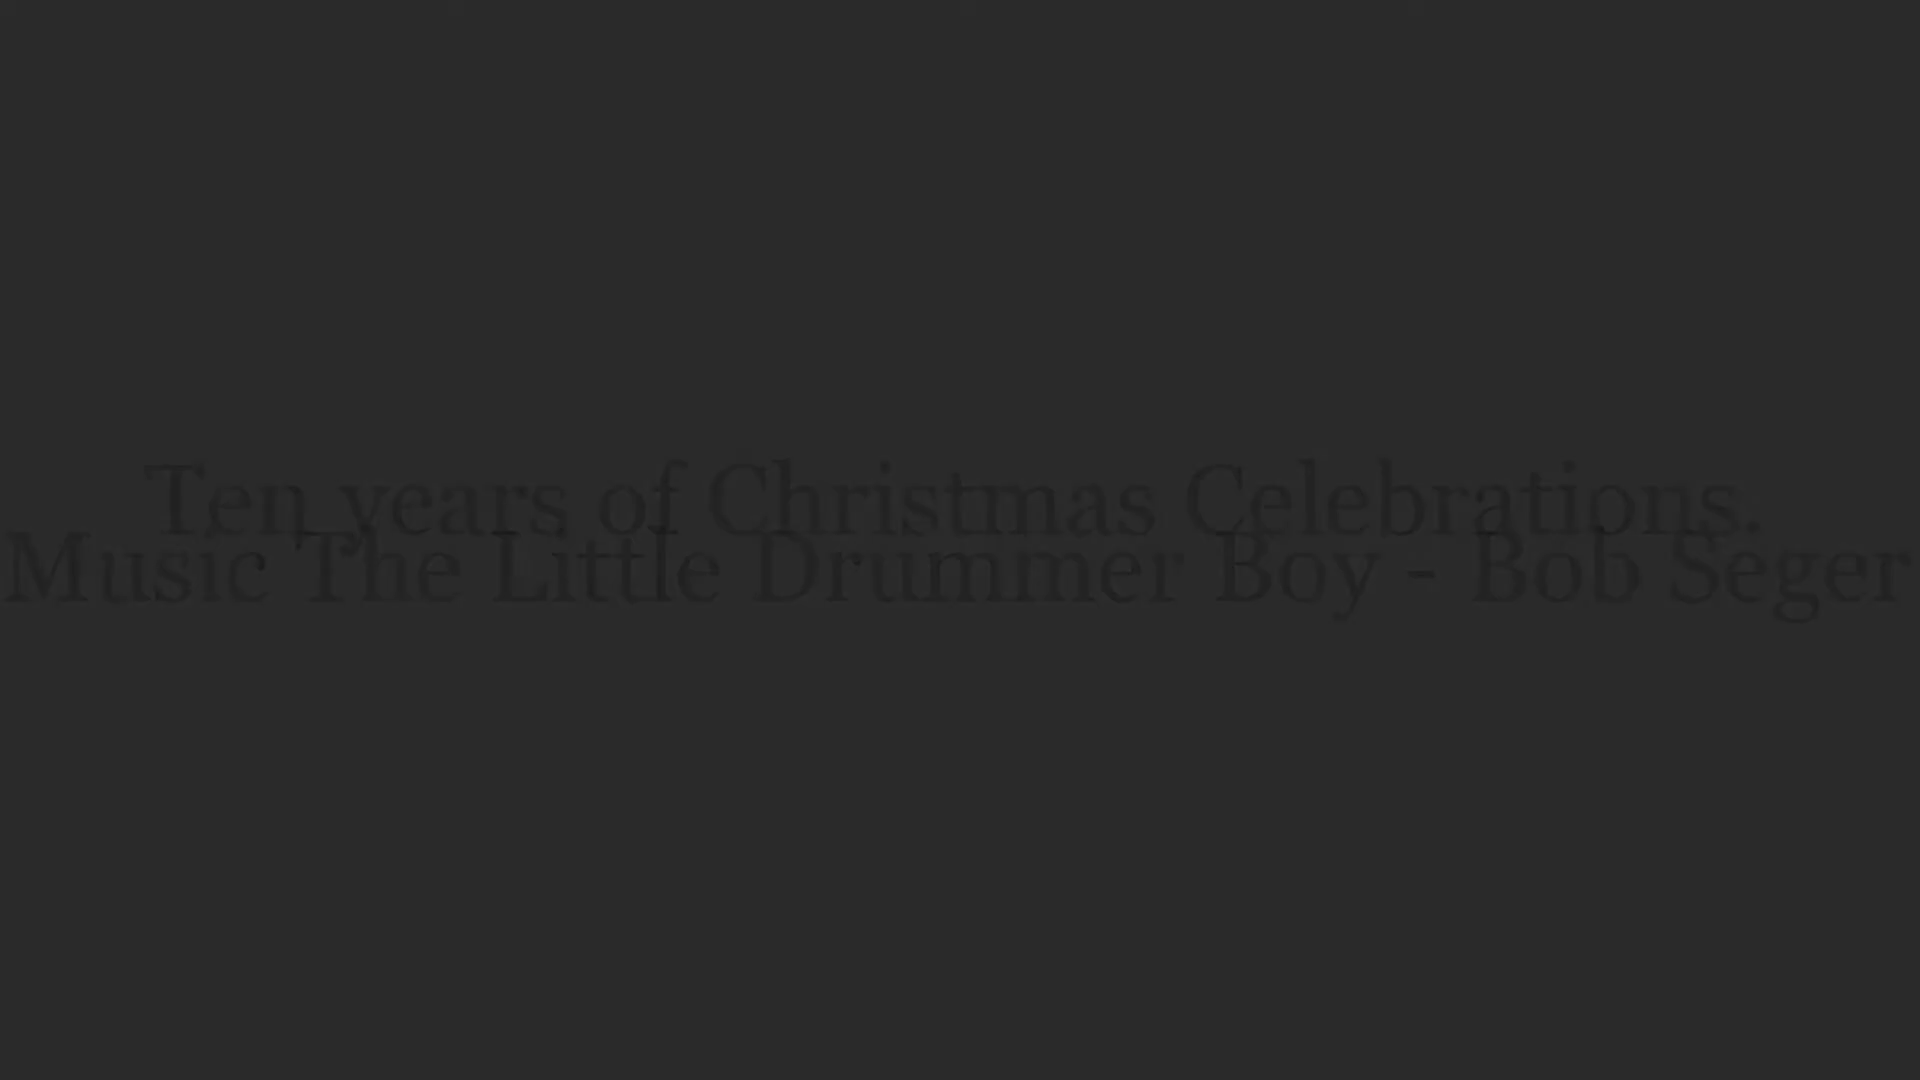 Ten years of Christmas Celebrations.
Music The Little Drummer Boy - Bob Seger